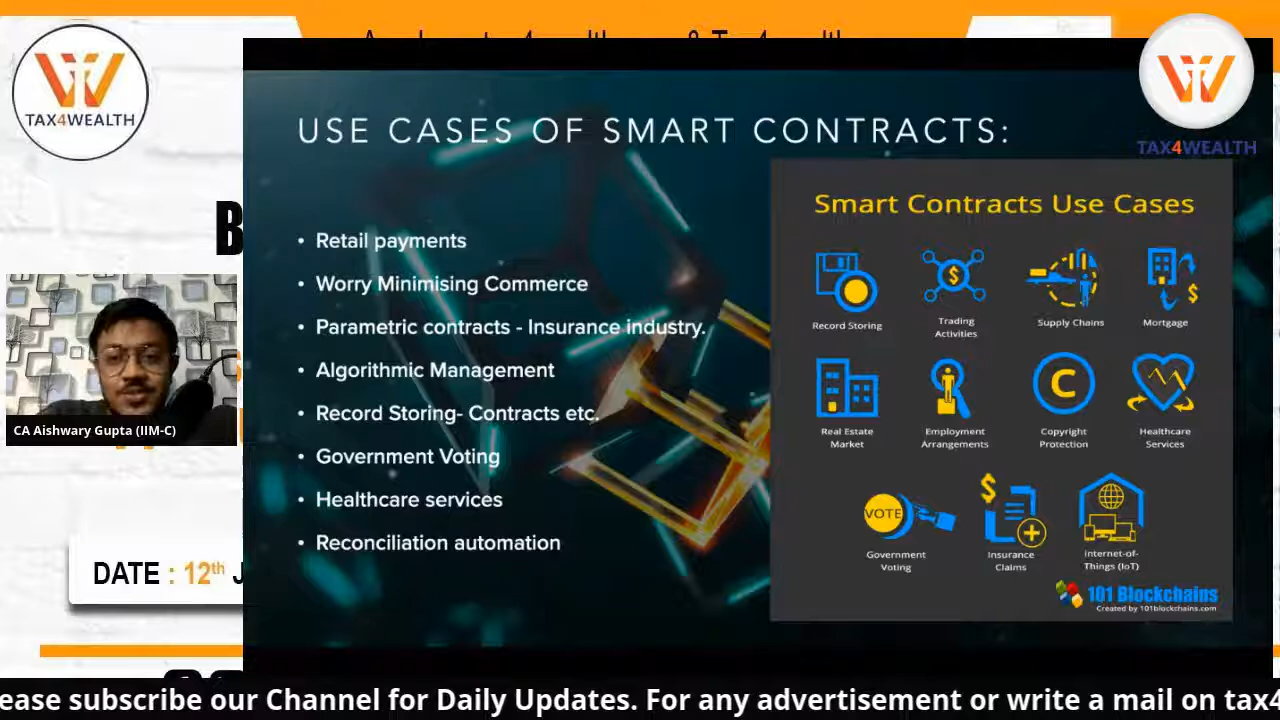 TAX4WEALTH
TAX4WEALTH
USE CASES OF SMART CONTRACTS:
• Retail payments
• Worry Minimising Commerce
• Parametric contracts - Insurance industry.
• Algorithmic Management
• Record Storing- Contracts etc.
• Government Voting
• Healthcare services
• Reconciliation automation
Smart Contracts Use Cases
Record Storing
Trading
Activities
Supply Chains
Mortgage
Real Estate
Market
Employment
Arrangements
C
Copyright
Protection
Healthcare
Services
VOTE
Government
Voting
Insurance
Claims
Internet-of-
Things (IoT)
101 Blockchains
Created by 101blockchains.com
B
CA Aishwary Gupta (IIM-C)
DATE : 12th J
ease subscribe our Channel for Daily Updates. For any advertisement or write a mail on tax4